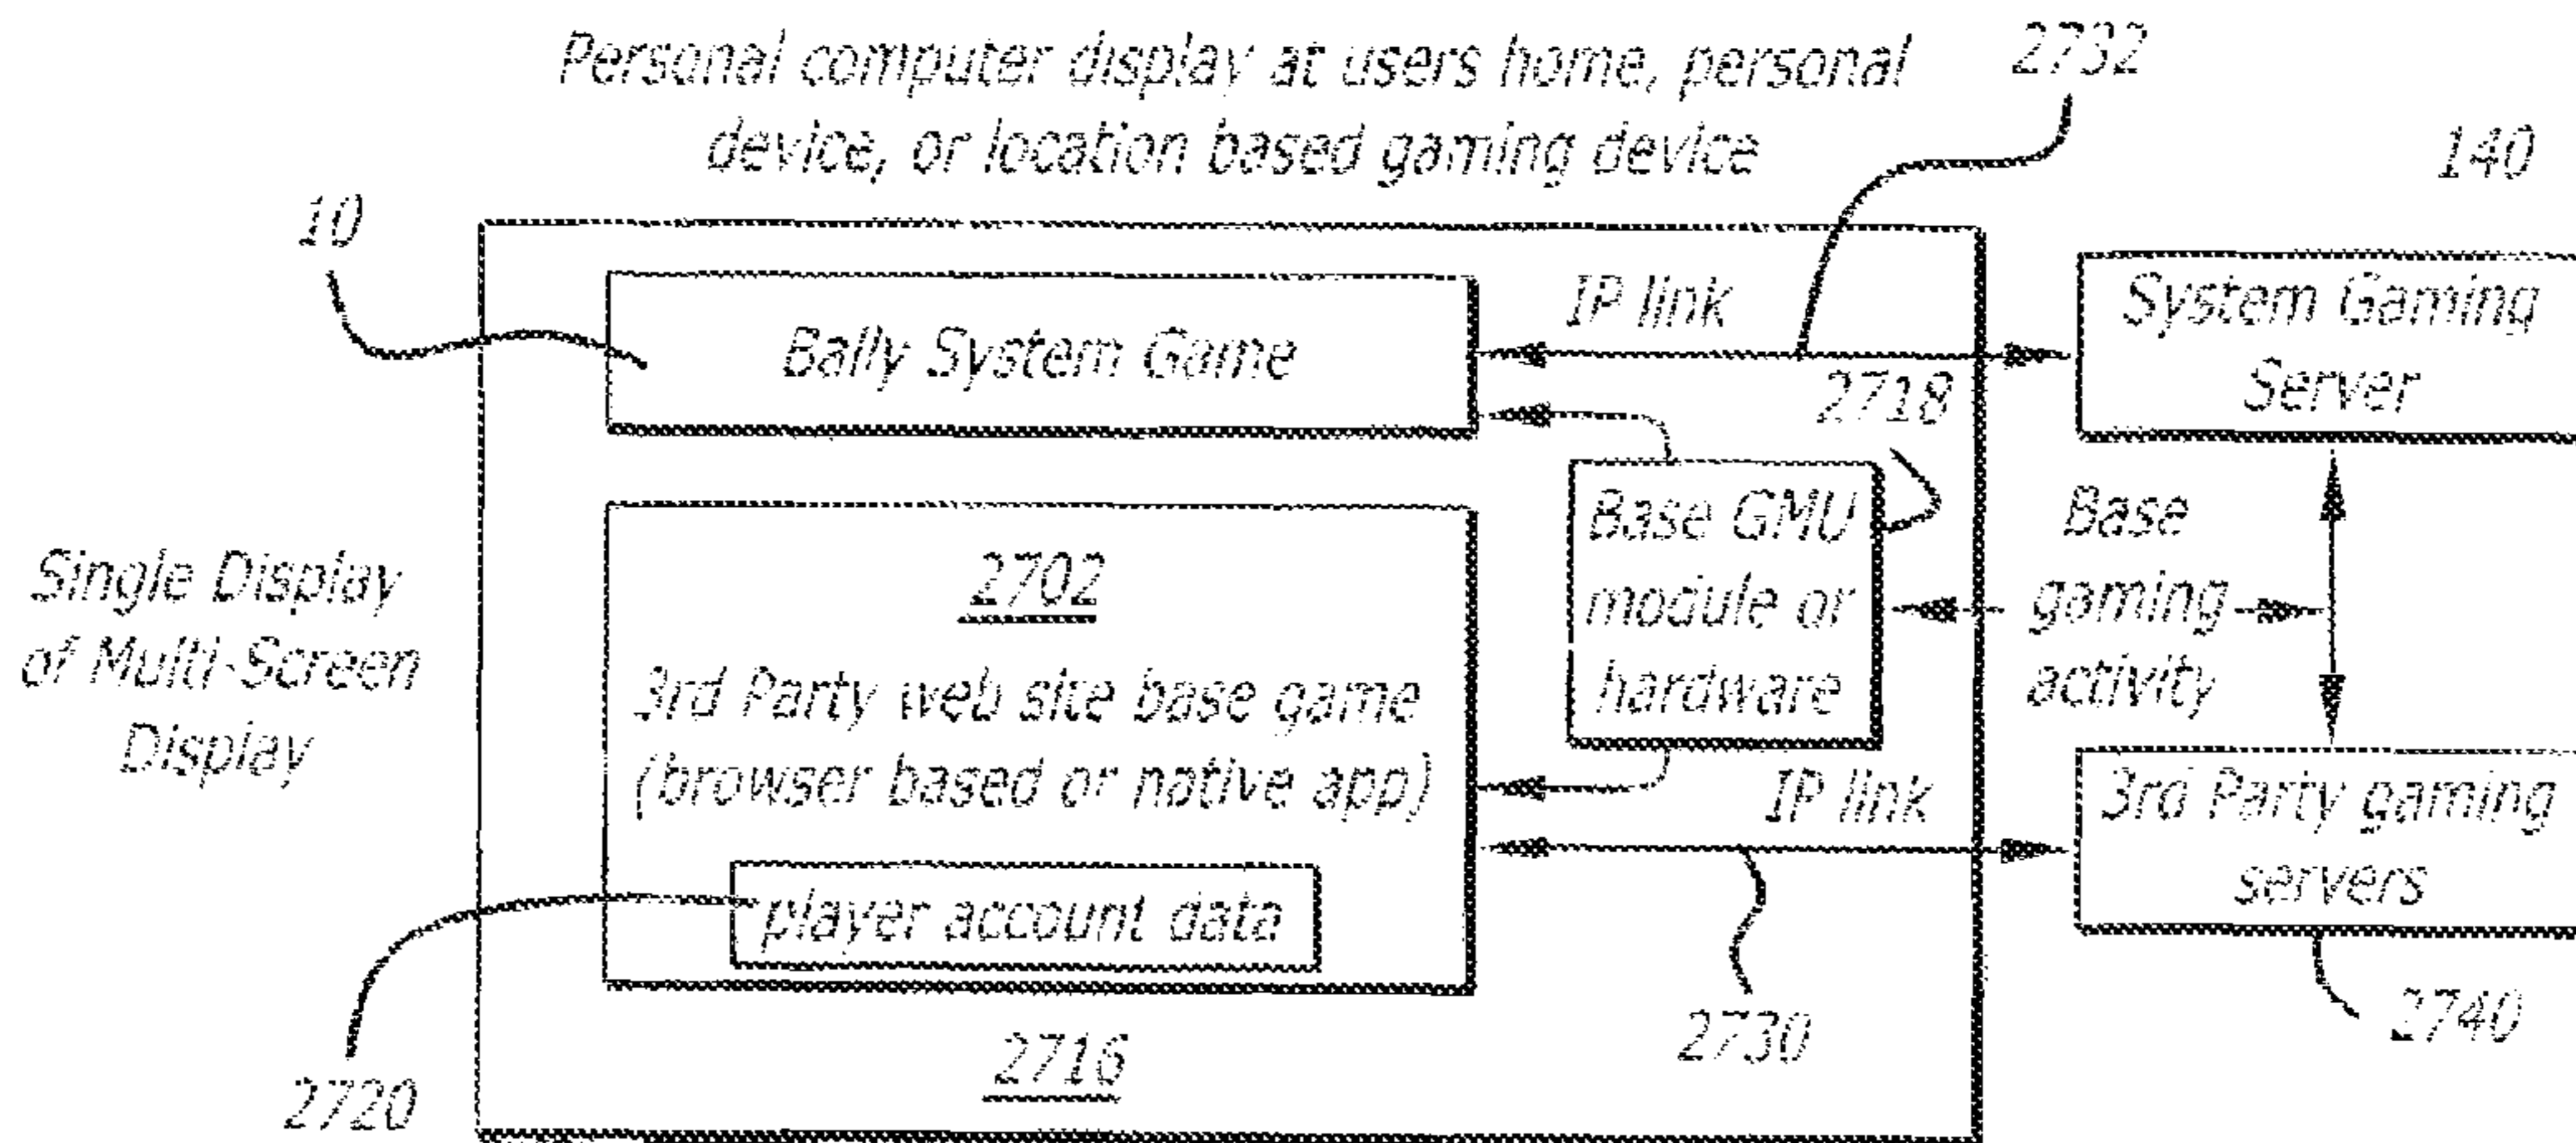 Personal computer display at users home, personal
device, or location based gaming device
2732
140
10
Bally System Game
IP link
System Gaming
Server
2718
Single Display
of Multi-Screen
Display
2702
3rd Party web site base game
(browser based or native app)
player account data
Base GMU
module or
hardware
Base
gaming
activity
IP link
3rd Party gaming
servers
2720
2716
2730
2740